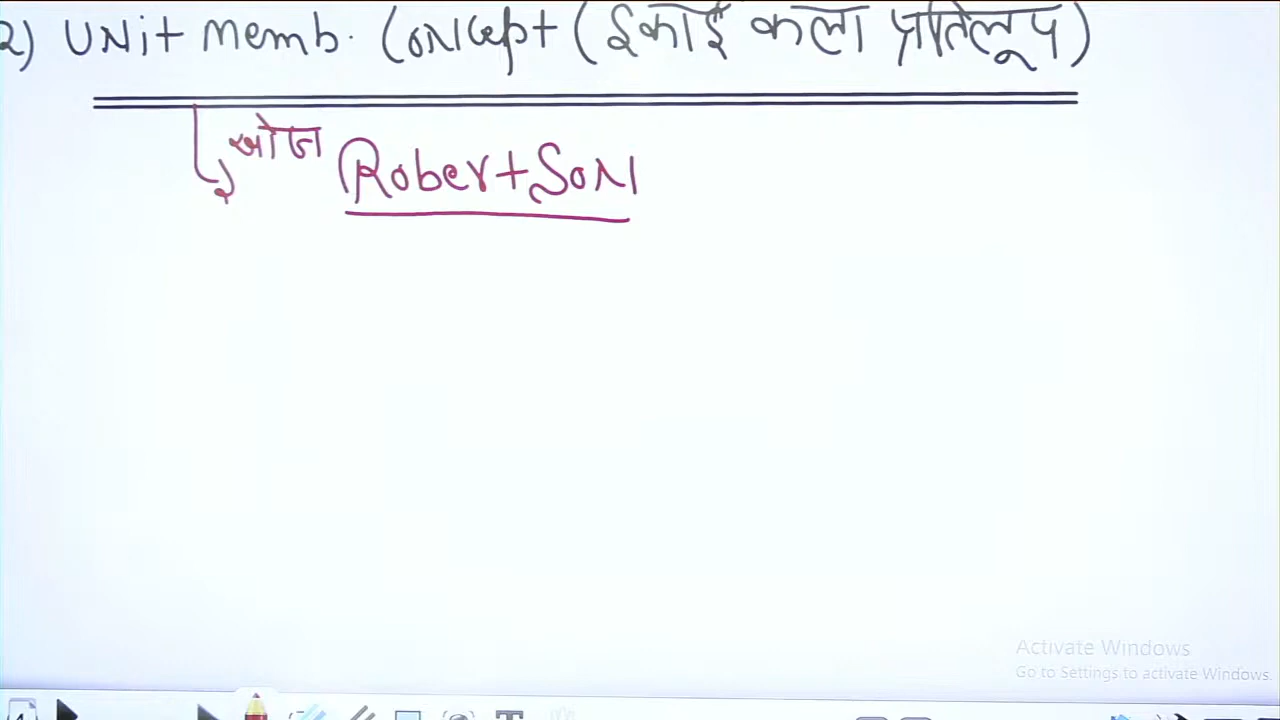 2) UNit memb. Concept (इकाई कला प्रतिरूप)
खोज RobertSoN
Activate Windows
Go to Settings to activate Windows.